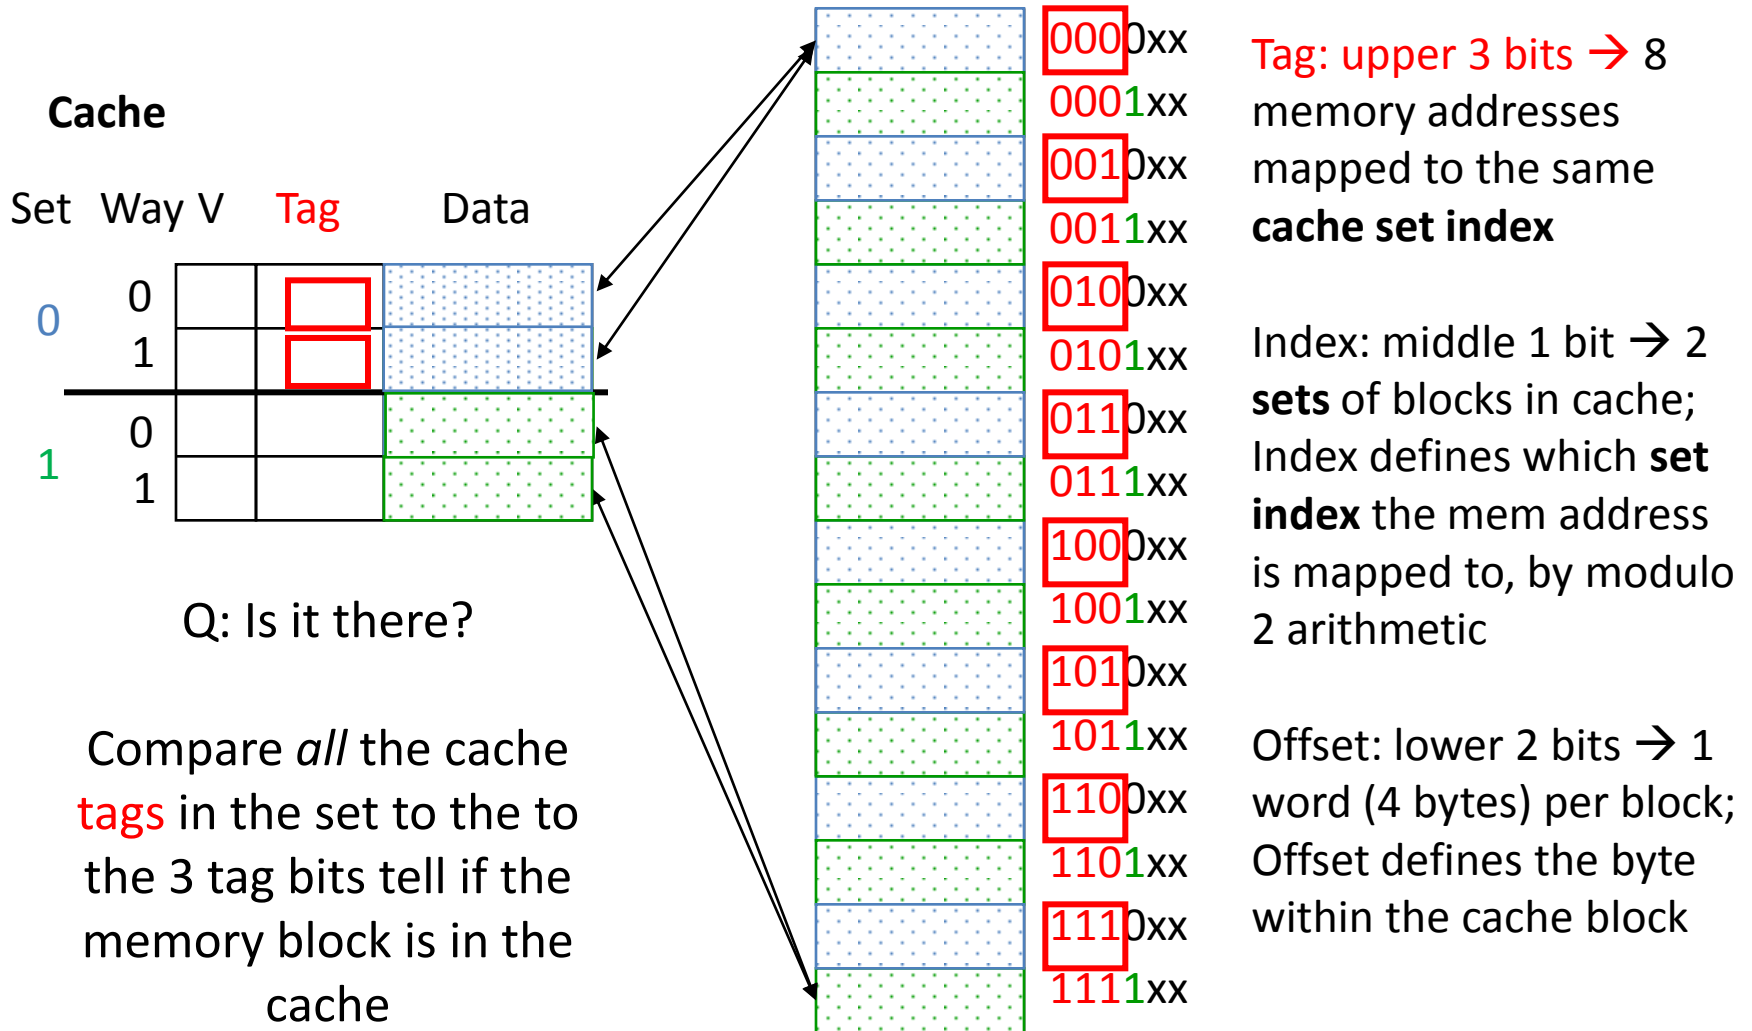 Cache
Set Way V Tag Data
0
0
1
1
0
1
Q: Is it there?
Compare all the cache
tags in the set to the to
the 3 tag bits tell if the
memory block is in the
cache
0000xx
0001xx
0010xx
0011xx
0100xx
0101xx
0110xx
0111xx
1000xx
1001xx
1010xx
1011xx
1100xx
1101xx
1110xx
1111xx
Tag: upper 3 bits → 8
memory addresses
mapped to the same
cache set index
Index: middle 1 bit → 2
sets of blocks in cache;
Index defines which set
index the mem address
is mapped to, by modulo
2 arithmetic
Offset: lower 2 bits → 1
word (4 bytes) per block;
Offset defines the byte
within the cache block